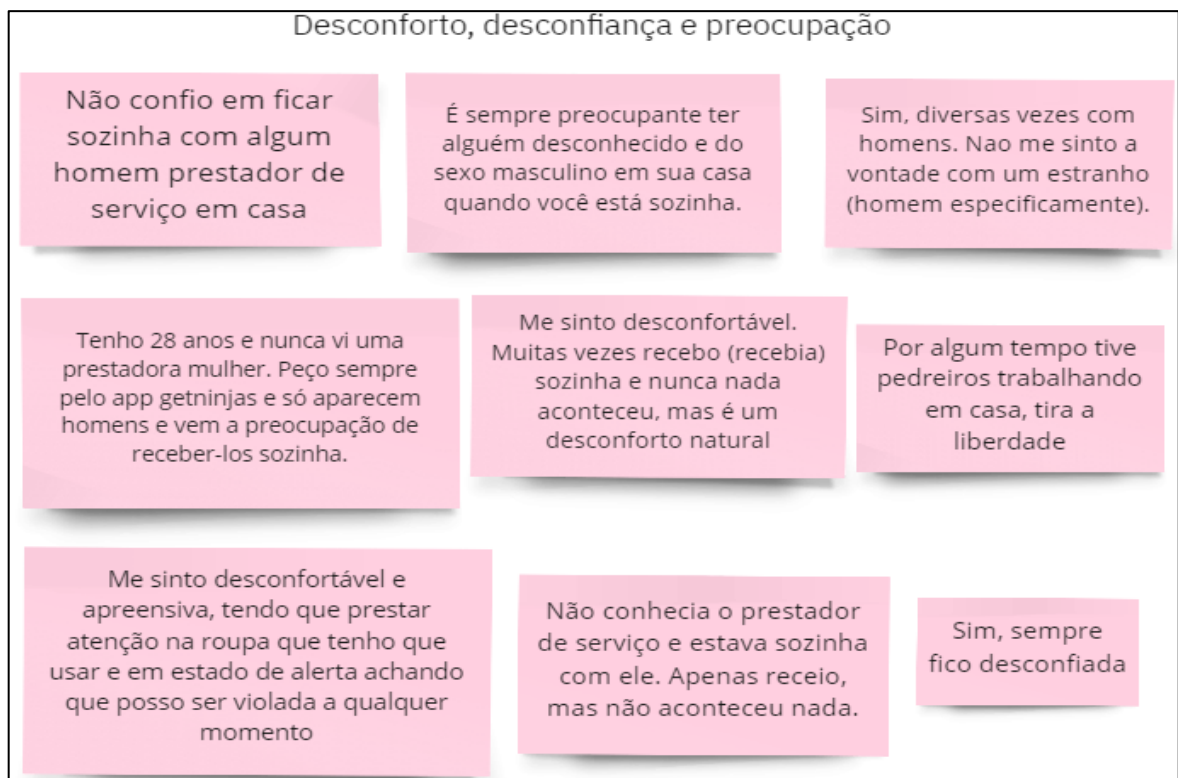 Desconforto, desconfiança e preocupação
Não confio em ficar
sozinha com algum
homem prestador de
serviço em casa
É sempre preocupante ter
alguém desconhecido e do
sexo masculino em sua casa
quando você está sozinha.
Sim, diversas vezes com
homens. Nao me sinto a
vontade com um estranho
(homem especificamente).
Tenho 28 anos e nunca vi uma
prestadora mulher. Peço sempre
pelo app getninjas e só aparecem
homens e vem a preocupação de
receber-los sozinha.
Me sinto desconfortável.
Muitas vezes recebo (recebia)
sozinha e nunca nada
aconteceu, mas é um
desconforto natural
Por algum tempo tive
pedreiros trabalhando
em casa, tira a
liberdade
Me sinto desconfortável e
apreensiva, tendo que prestar
atenção na roupa que tenho que
usar e em estado de alerta achando
que posso ser violada a qualquer
momento
Não conhecia o prestador
de serviço e estava sozinha
com ele. Apenas receio,
mas não aconteceu nada.
Sim, sempre
fico desconfiada